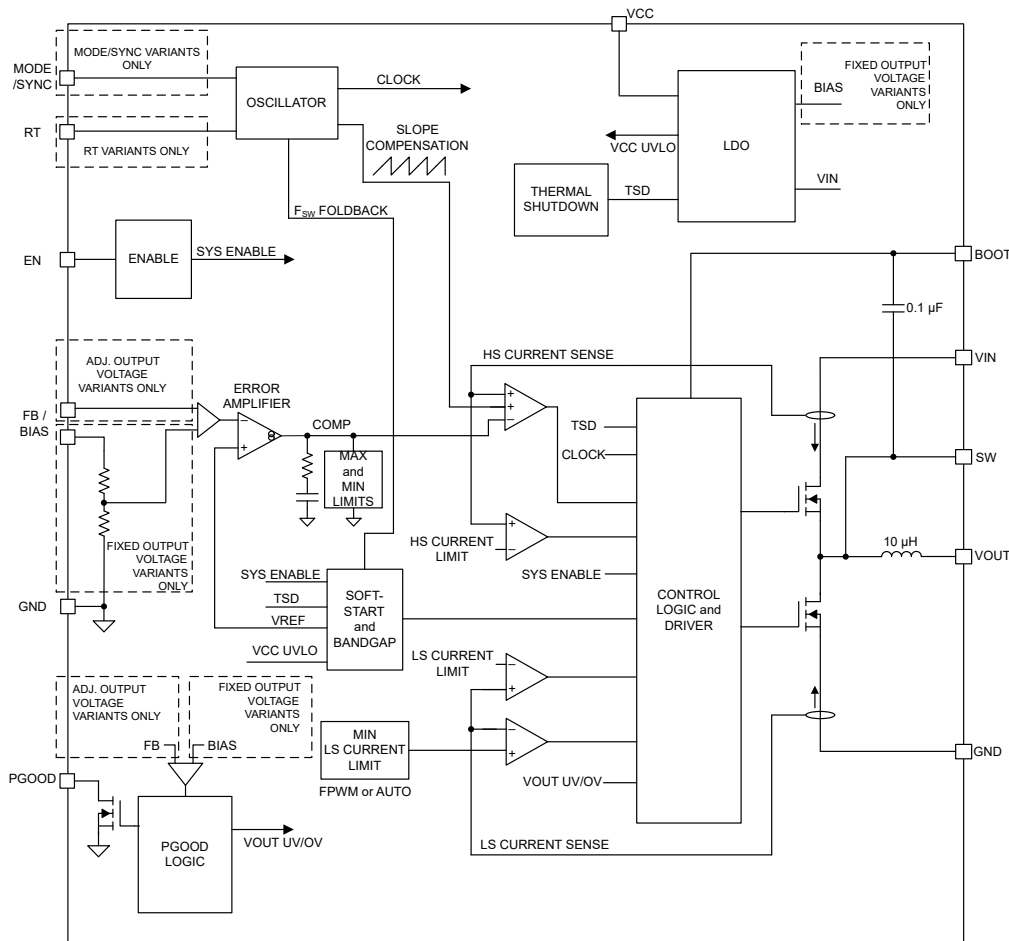 VCC
MODE/SYNC VARIANTS
ONLY
MODE
/SYNC
OSCILLATOR
CLOCK
RT
RT VARIANTS ONLY
SLOPE
COMPENSATION
FIXED OUTPUT
VOLTAGE
VARIANTS
ONLY
BIAS
LDO
VCC UVLO
THERMAL
SHUTDOWN
TSD
VIN
FSW FOLDBACK
EN
ENABLE
SYS ENABLE
BOOT
0.1 µF
ADJ. OUTPUT
VOLTAGE
VARIANTS ONLY
HS CURRENT SENSE
VIN
ERROR
AMPLIFIER
FB /
BIAS
−
+
COMP
+
+
−
MAX
and
MIN
LIMITS
TSD
CLOCK
SW
FIXED OUTPUT
VOLTAGE
VARIANTS
ONLY
HS CURRENT
LIMIT
+
−
10 µH
VOUT
GND
SYS ENABLE
TSD
VREF
VCC UVLO
SOFT-
START
and
BANDGAP
SYS ENABLE
CONTROL
LOGIC and
DRIVER
LS CURRENT
LIMIT
−
+
ADJ. OUTPUT
VOLTAGE
VARIANTS ONLY
FIXED OUTPUT
VOLTAGE
VARIANTS
ONLY
FB
BIAS
MIN
LS CURRENT
LIMIT
−
+
GND
PGOOD
FPWM or AUTO
VOUT UV/OV
PGOOD
LOGIC
VOUT UV/OV
LS CURRENT SENSE